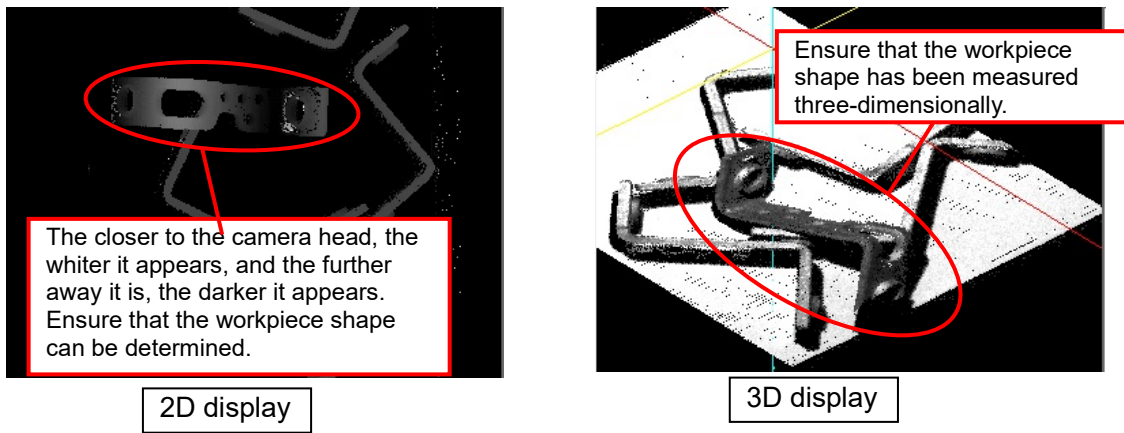 Ensure that the workpiece
shape has been measured
three-dimensionally.
The closer to the camera head, the
whiter it appears, and the further
away it is, the darker it appears.
Ensure that the workpiece shape
can be determined.
2D display
3D display